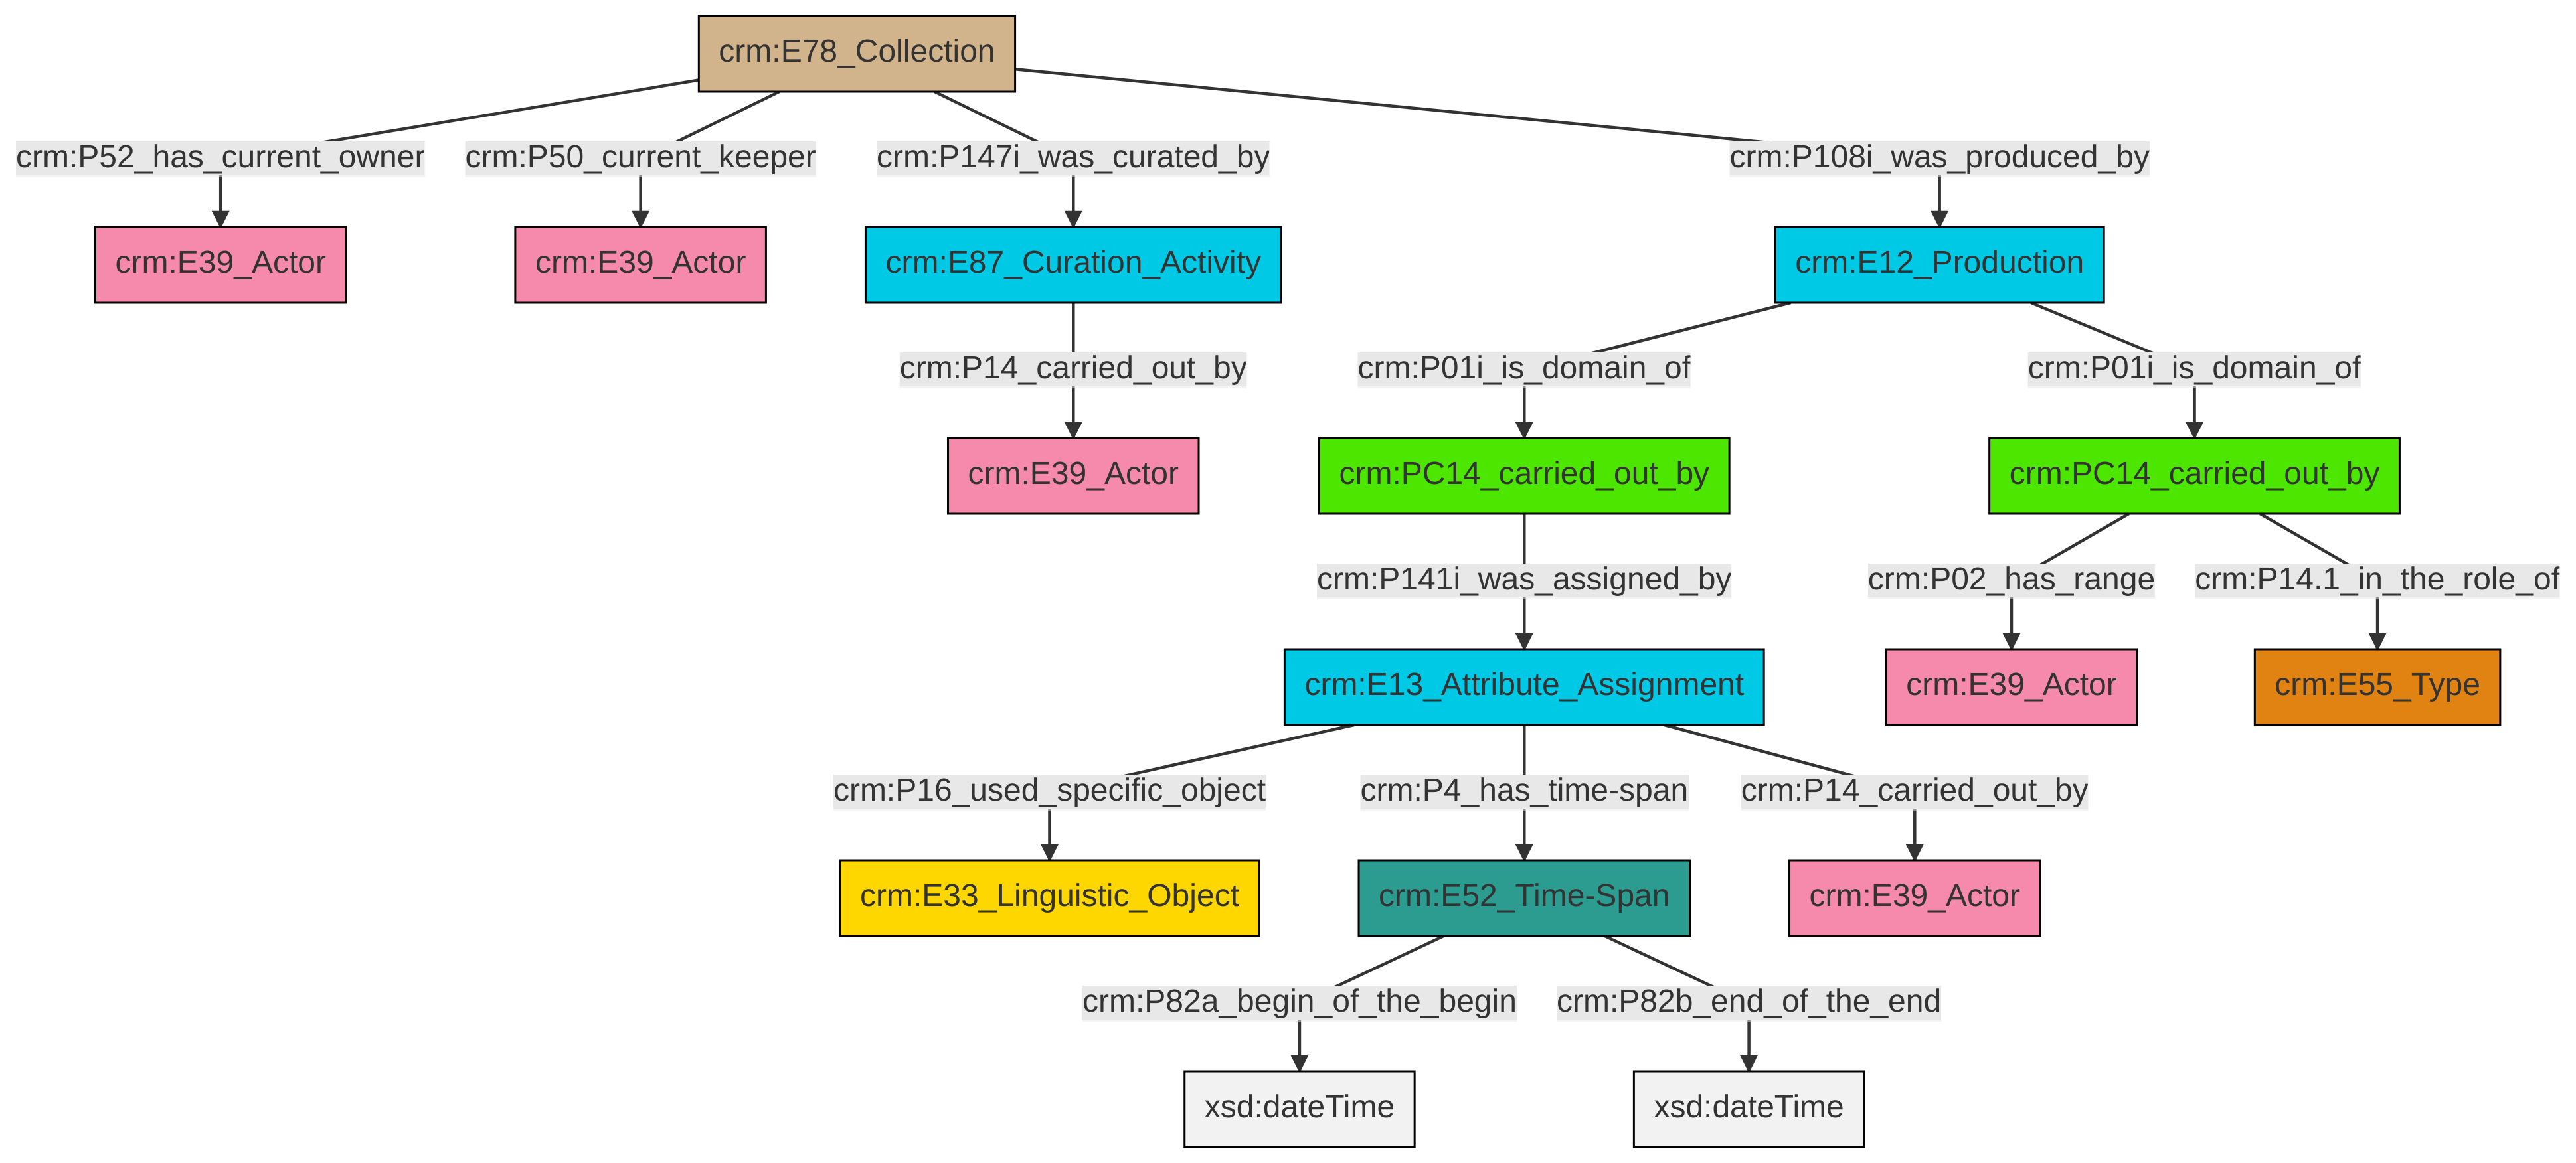 crm:E78_Collection
crm:P52_has_current_owner
crm:P50_current_keeper
crm:P147i_was_curated_by
crm:P108i_was_produced_by
crm:E39_Actor
crm:E39_Actor
crm:E87_Curation_Activity
crm:E12_Production
crm:P14_carried_out_by
crm:P01i_is_domain_of
crm:P01i_is_domain_of
crm:E39_Actor
crm:PC14_carried_out_by
crm:PC14_carried_out_by
crm:P141i_was_assigned_by
crm:P02_has_range
crm:P14.1_in_the_role_of
crm:E13_Attribute_Assignment
crm:E39_Actor
crm:E55_Type
crm:P16_used_specific_object
crm:P4_has_time-span
crm:P14_carried_out_by
crm:E33_Linguistic_Object
crm:E52_Time-Span
crm:E39_Actor
crm:P82a_begin_of_the_begin
crm:P82b_end_of_the_end
xsd:dateTime
xsd:dateTime